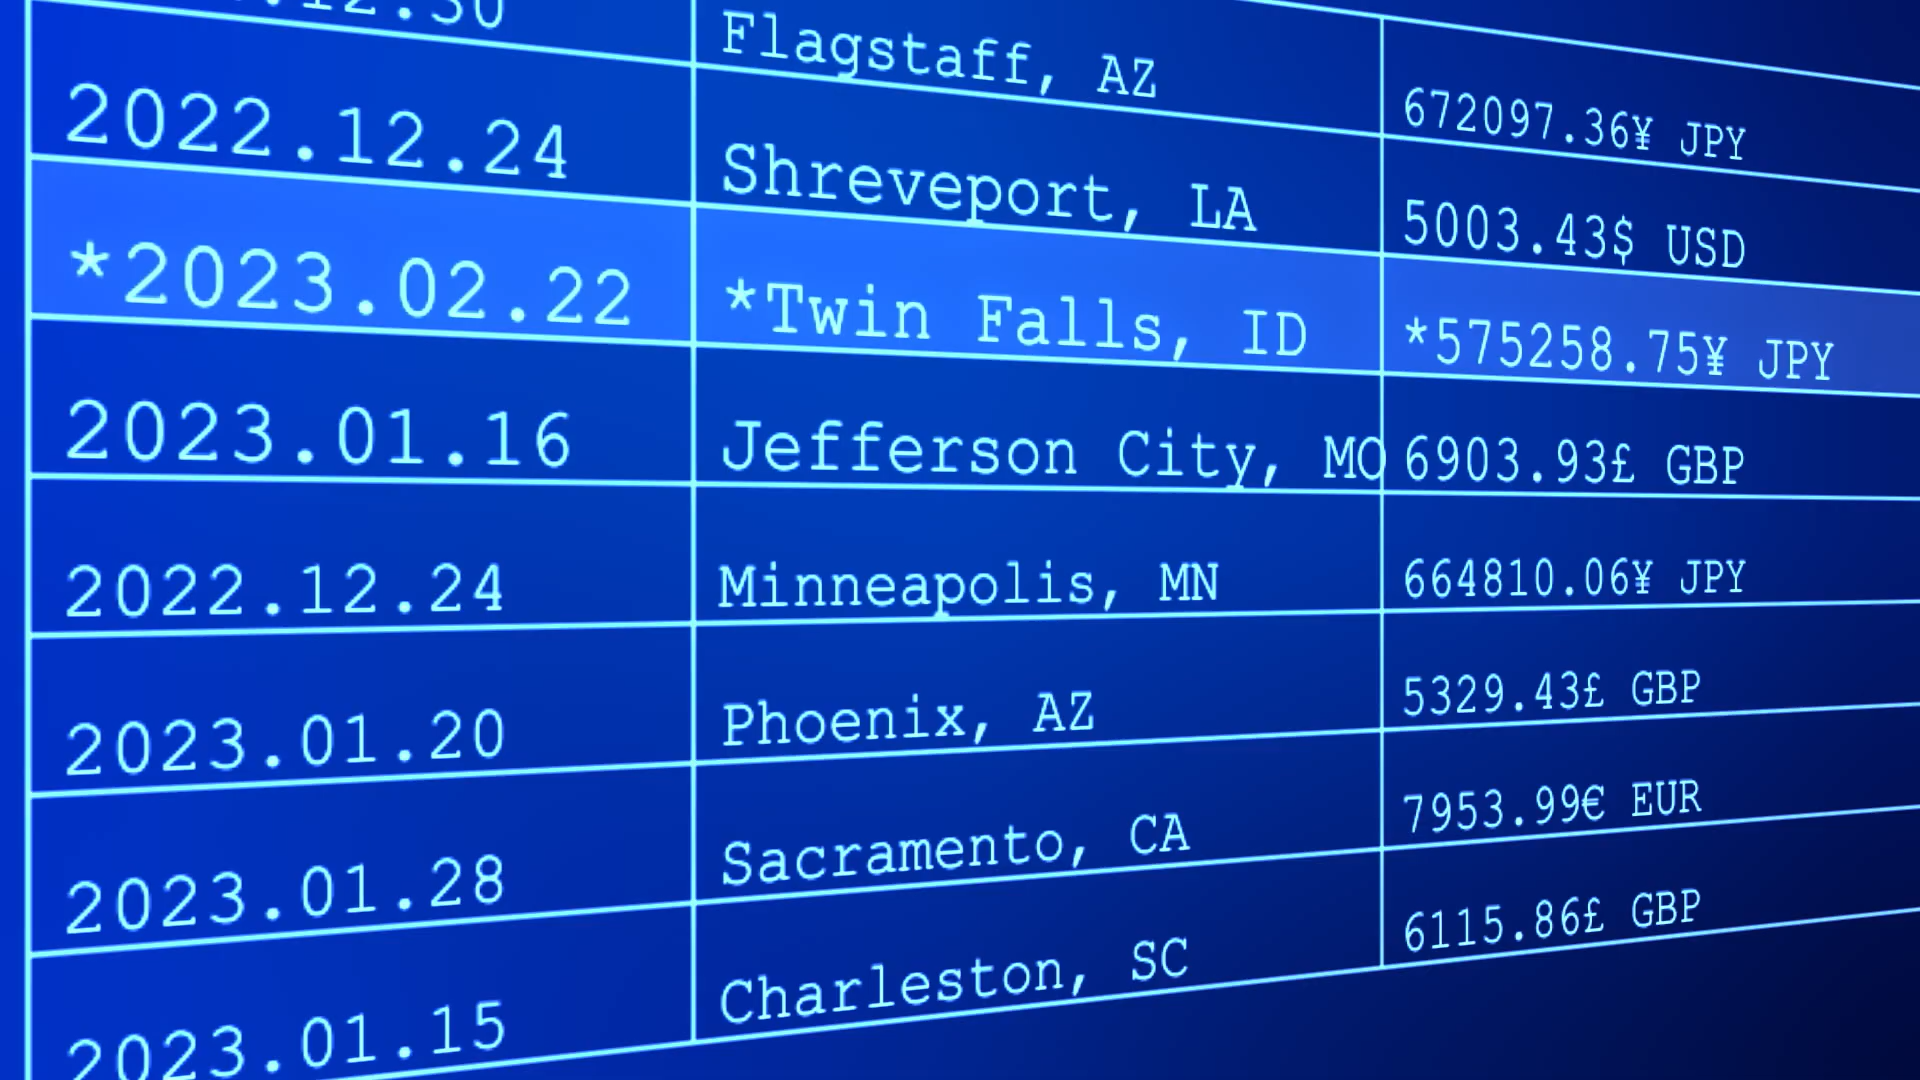 .12.30 Flagstaff, AZ 672097.36¥ JPY
2022.12.24 Shreveport, LA 5003.43$ USD
*2023.02.22 *Twin Falls, ID *575258.75¥ JPY
2023.01.16 Jefferson City, MO 6903.93£ GBP
2022.12.24 Minneapolis, MN 664810.06¥ JPY
2023.01.20 Phoenix, AZ 5329.43£ GBP
2023.01.28 Sacramento, CA 7953.99€ EUR
2023.01.15 Charleston, SC 6115.86£ GBP